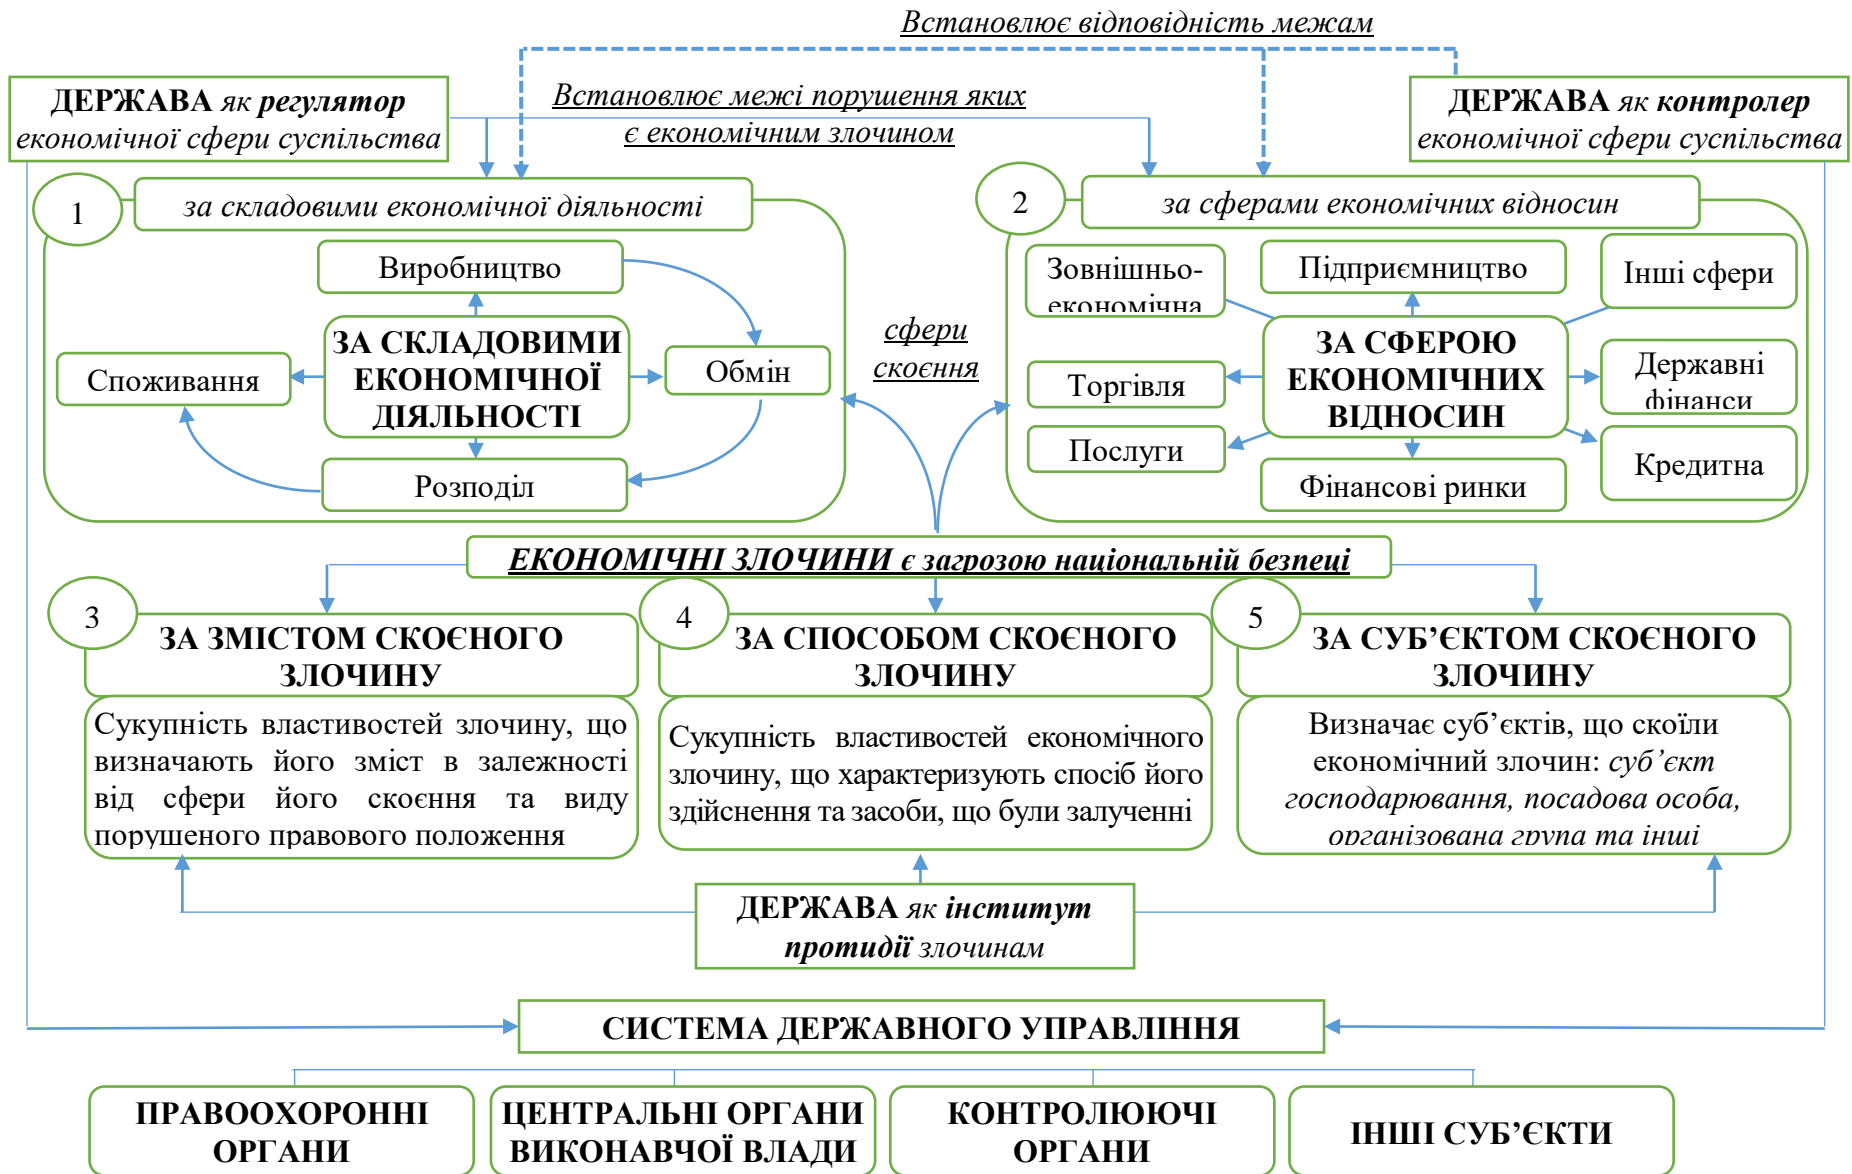 Встановлює відповідність межам
ДЕРЖАВА як регулятор
економічної сфери суспільства
Встановлює межі порушення яких
є економічним злочином
ДЕРЖАВА як контролер
економічної сфери суспільства
1
за складовими економічної діяльності
Виробництво
ЗА СКЛАДОВИМИ
ЕКОНОМІЧНОЇ
ДІЯЛЬНОСТІ
Споживання
Обмін
Розподіл
сфери
скоєння
2
за сферами економічних відносин
Зовнішньо-
економічна
Підприємництво
Інші сфери
ЗА СФЕРОЮ
ЕКОНОМІЧНИХ
ВІДНОСИН
Торгівля
Державні
фінанси
Послуги
Фінансові ринки
Кредитна
ЕКОНОМІЧНІ ЗЛОЧИНИ є загрозою національній безпеці
3
ЗА ЗМІСТОМ СКОЄНОГО
ЗЛОЧИНУ
Сукупність властивостей злочину, що
визначають його зміст в залежності
від сфери його скоєння та виду
порушеного правового положення
4
ЗА СПОСОБОМ СКОЄНОГО
ЗЛОЧИНУ
Сукупність властивостей економічного
злочину, що характеризують спосіб його
здійснення та засоби, що були залученні
5
ЗА СУБ’ЄКТОМ СКОЄНОГО
ЗЛОЧИНУ
Визначає суб’єктів, що скоїли
економічний злочин: суб’єкт
господарювання, посадова особа,
організована група та інші
ДЕРЖАВА як інститут
протидії злочинам
СИСТЕМА ДЕРЖАВНОГО УПРАВЛІННЯ
ПРАВООХОРОННІ
ОРГАНИ
ЦЕНТРАЛЬНІ ОРГАНИ
ВИКОНАВЧОЇ ВЛАДИ
КОНТРОЛЮЮЧІ
ОРГАНИ
ІНШІ СУБ’ЄКТИ